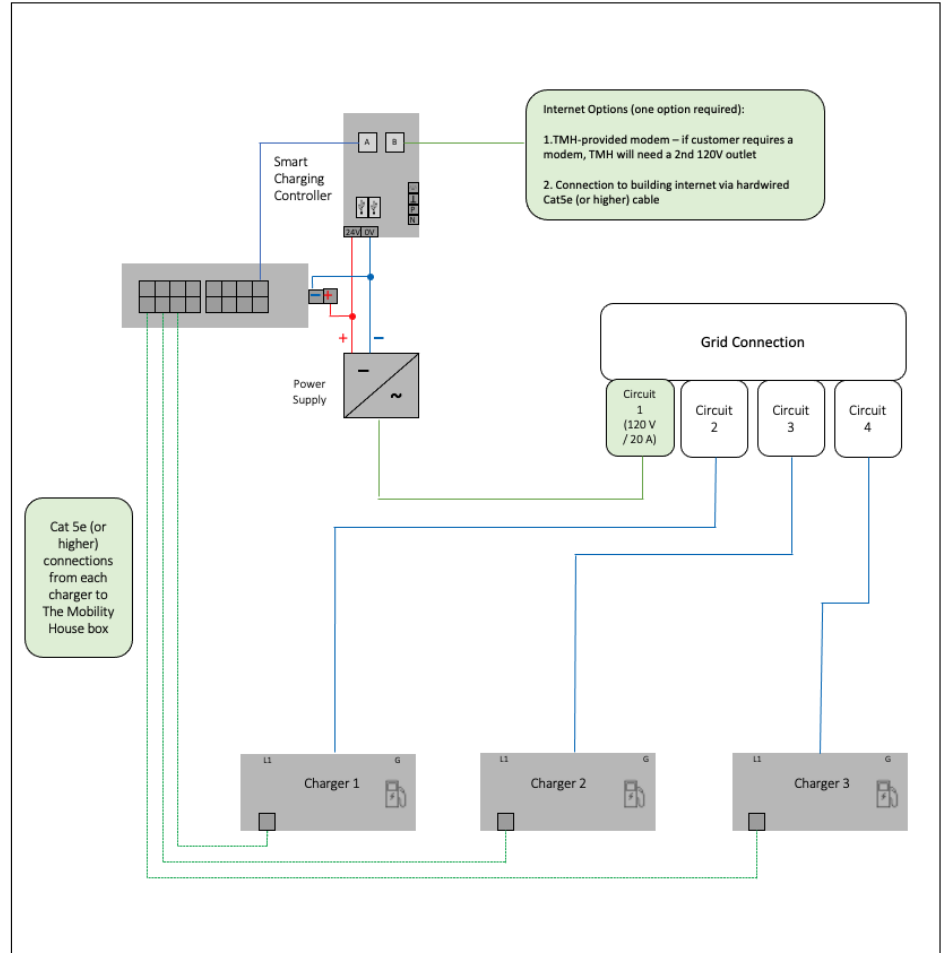 Internet Options (one option required):
1.TMH-provided modem – if customer requires a
modem, TMH will need a 2nd 120V outlet
2. Connection to building internet via hardwired
Cat5e (or higher) cable
A
B
Smart
Charging
Controller
P
N
24V
0V
− +
+ −
−
~
Power
Supply
Grid Connection
Circuit
1
(120 V
/ 20 A)
Circuit
2
Circuit
3
Circuit
4
Cat 5e (or
higher)
connections
from each
charger to
The Mobility
House box
L1
G
Charger 1
L1
G
Charger 2
L1
G
Charger 3